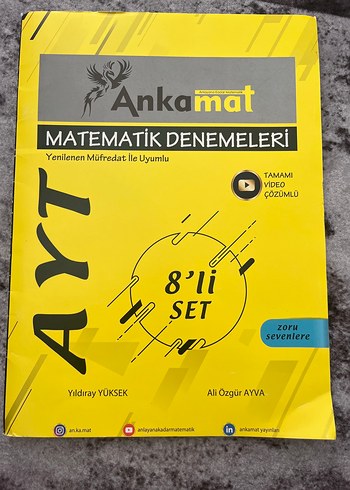 Ankamat
MATEMATİK DENEMELERİ
Yenilenen Müfredat İle Uyumlu
TAMAMI
VİDEO
ÇÖZÜMLÜ
AYT
8'li
SET
zoru
sevenlere
Yıldıray YÜKSEK
Ali Özgür AYVA
an.ka.mat
anlayanakadarmatematik
ankamat yayınları